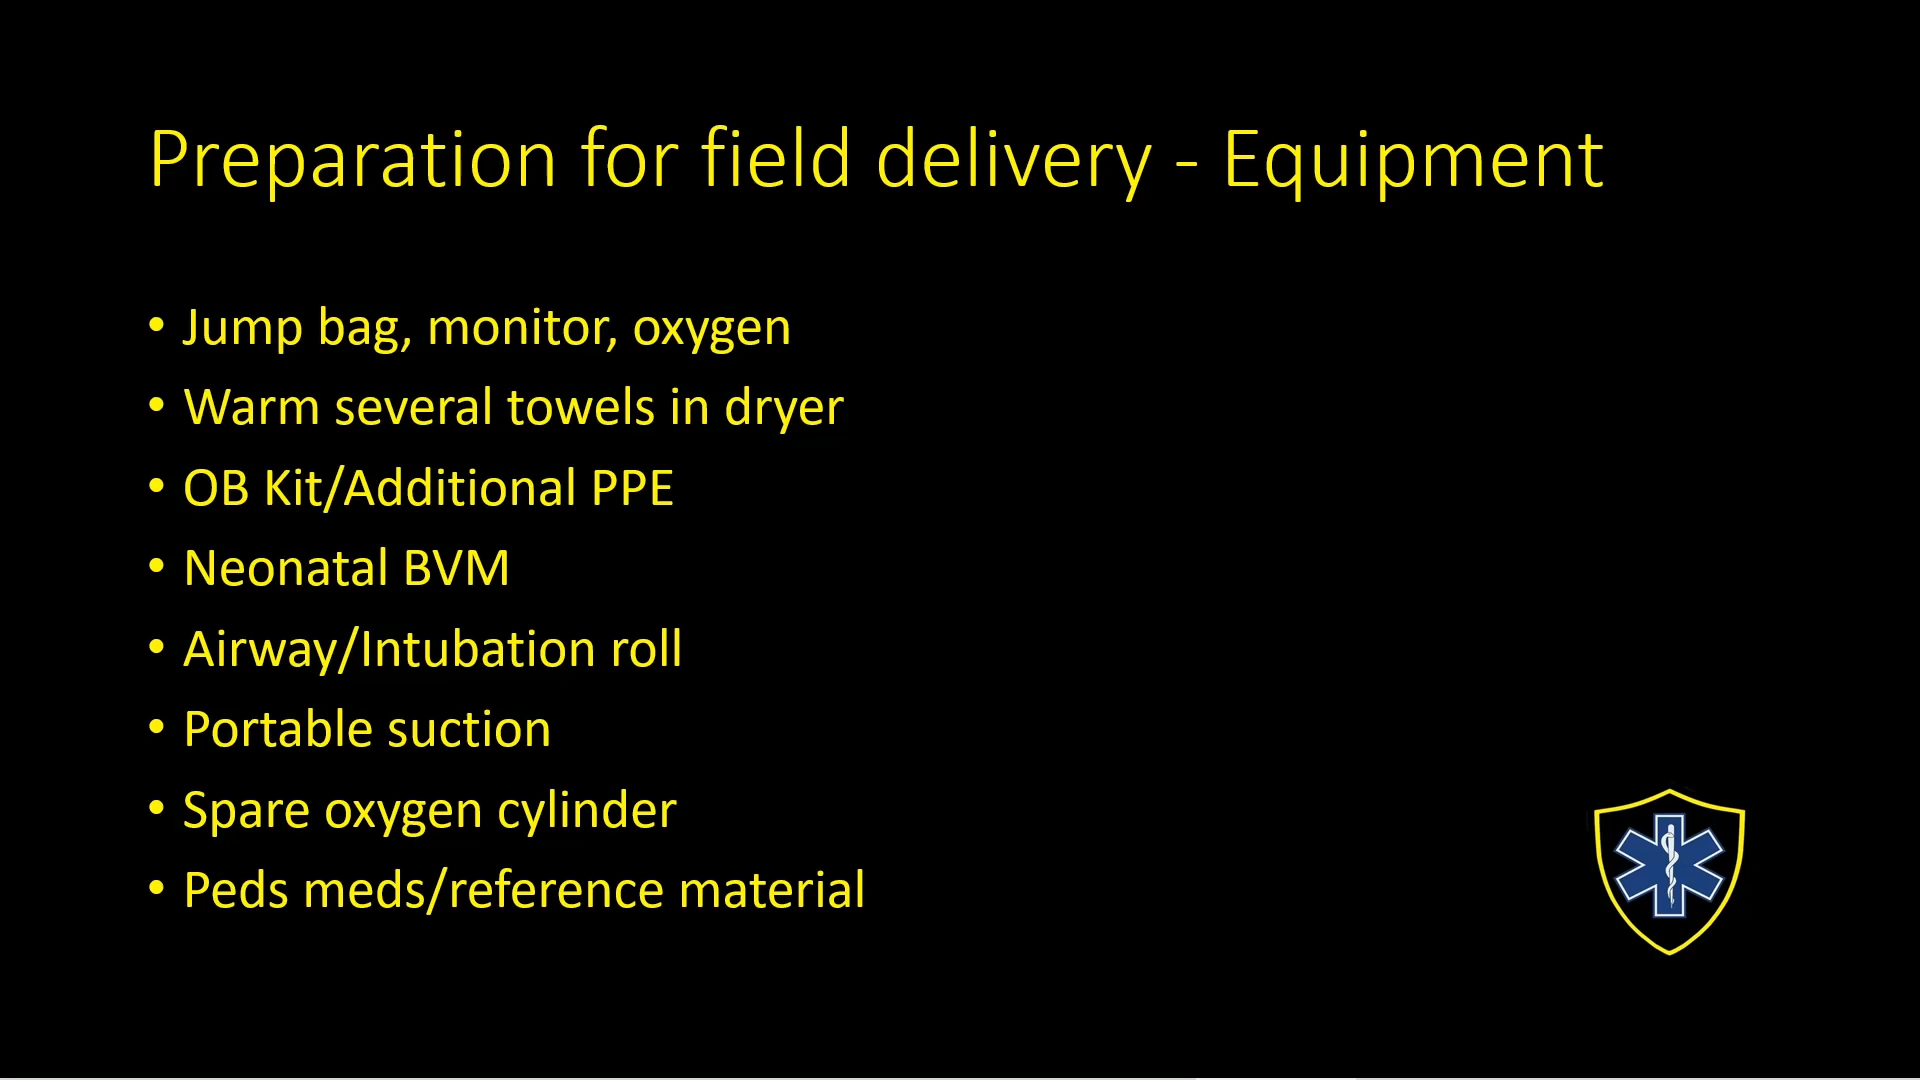 Preparation for field delivery - Equipment
• Jump bag, monitor, oxygen
• Warm several towels in dryer
• OB Kit/Additional PPE
• Neonatal BVM
• Airway/Intubation roll
• Portable suction
• Spare oxygen cylinder
• Peds meds/reference material